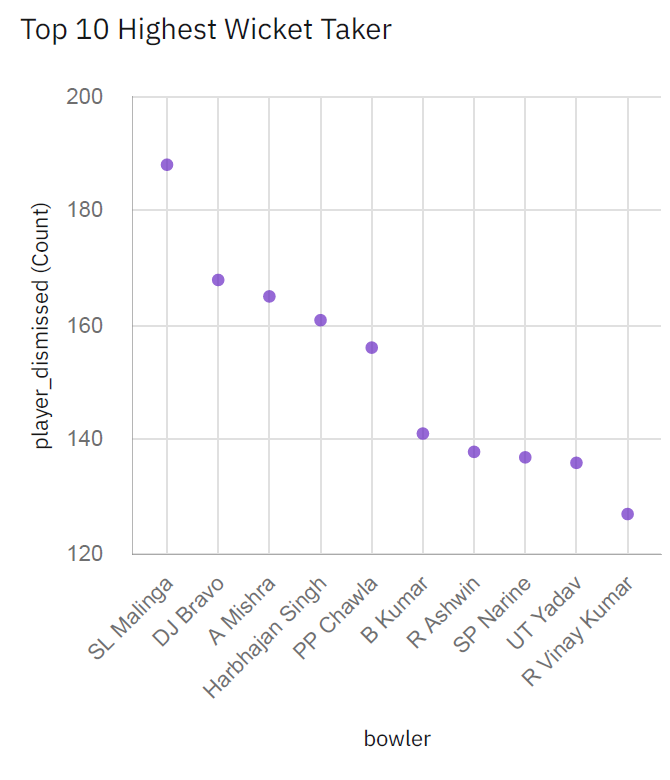 Top 10 Highest Wicket Taker
player_dismissed (Count)
200
180
160
140
120
SL Malinga
DJ Bravo
A Mishra
Harbhajan Singh
PP Chawla
B Kumar
R Ashwin
SP Narine
UT Yadav
R Vinay Kumar
bowler